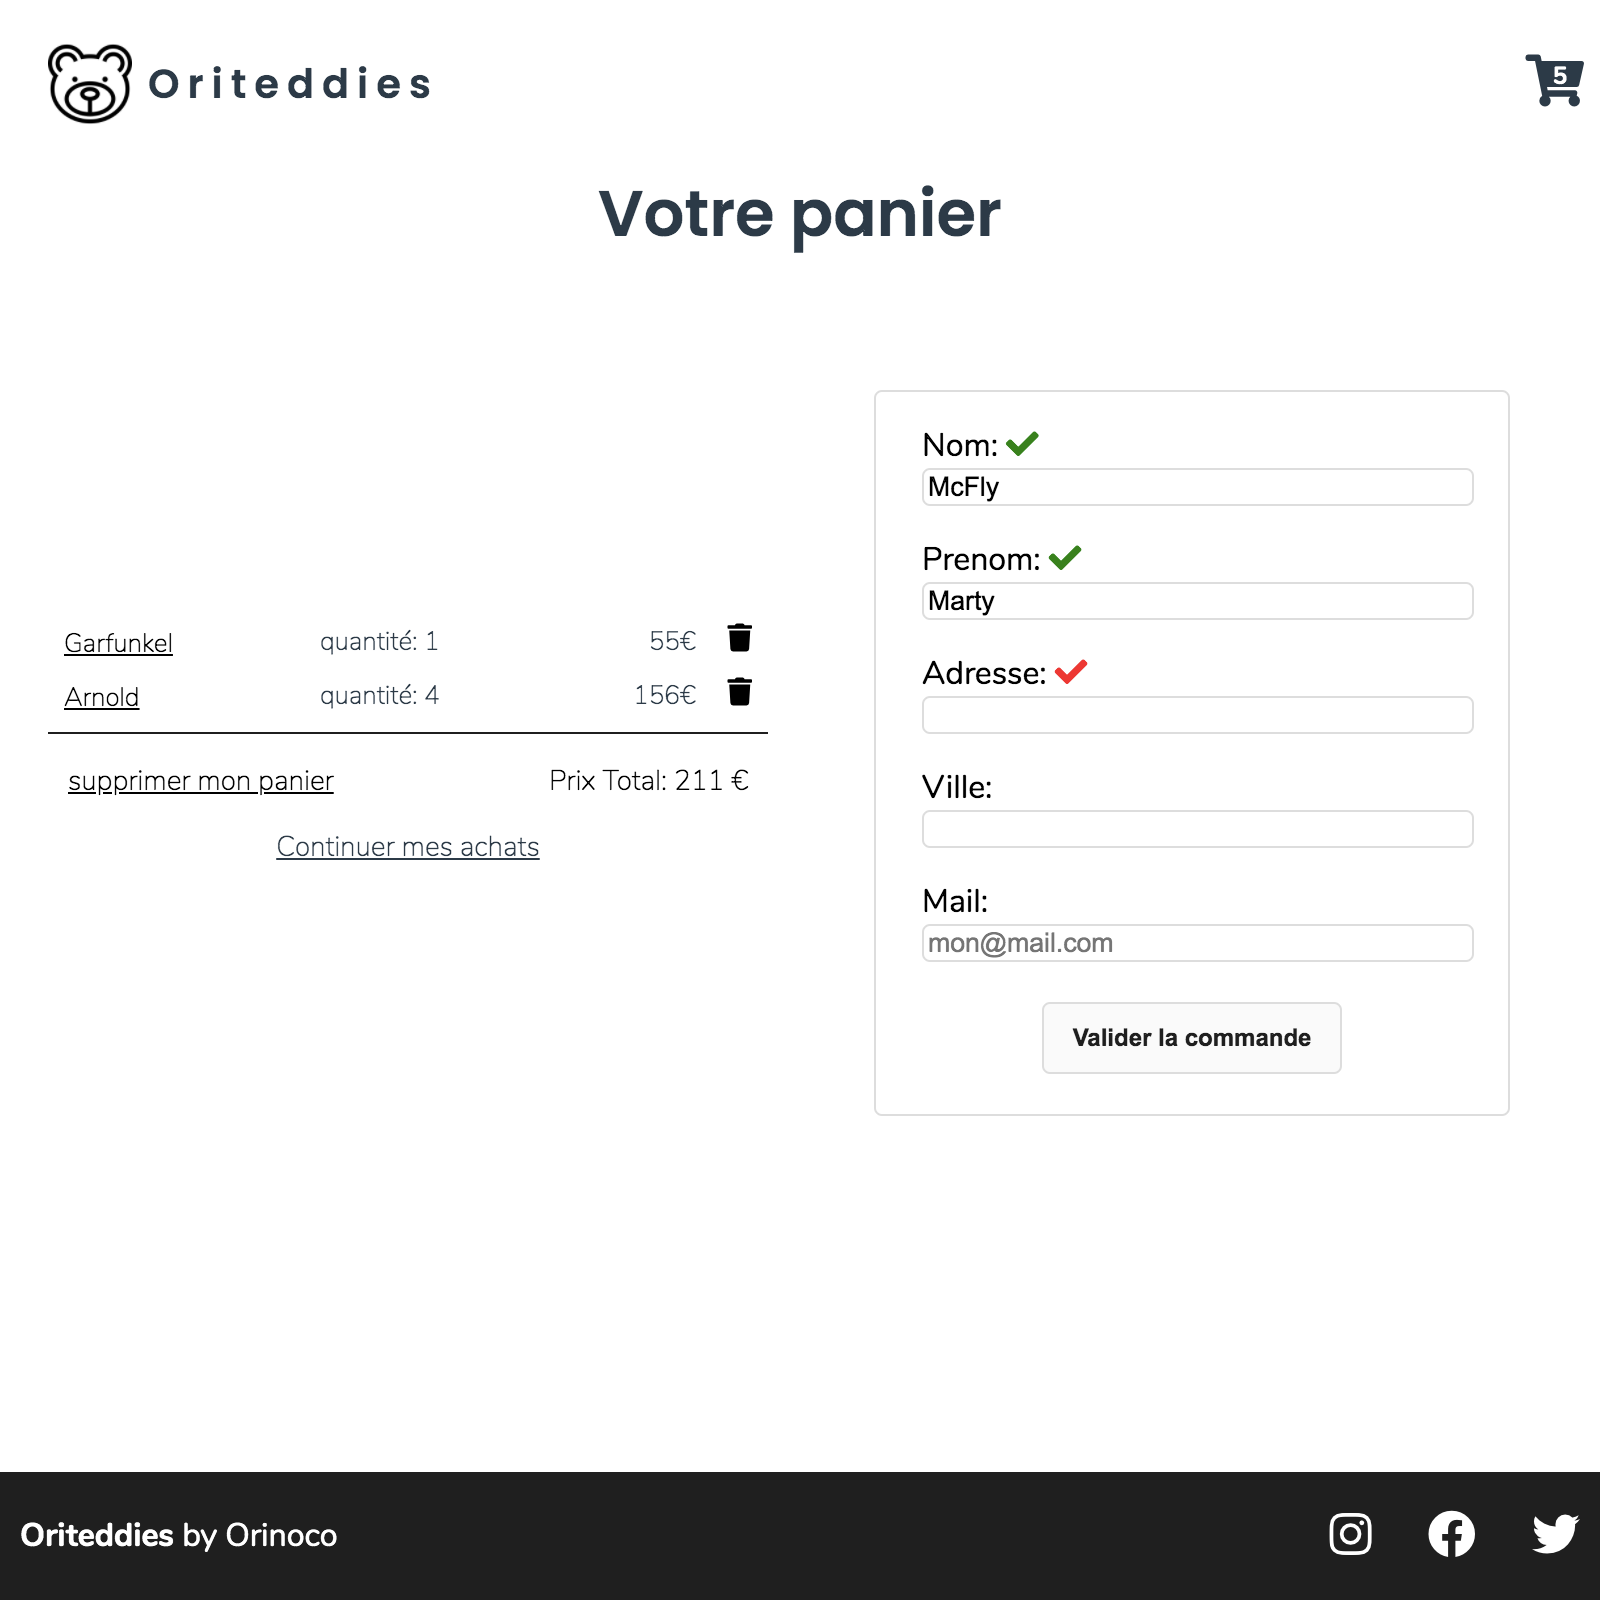 Oriteddies
5
Votre panier
Garfunkel quantité: 1 55€
Arnold quantité: 4 156€
supprimer mon panier Prix Total: 211 €
Continuer mes achats
Nom:
McFly
Prenom:
Marty
Adresse:
Ville:
Mail:
mon@mail.com
Valider la commande
Oriteddies by Orinoco